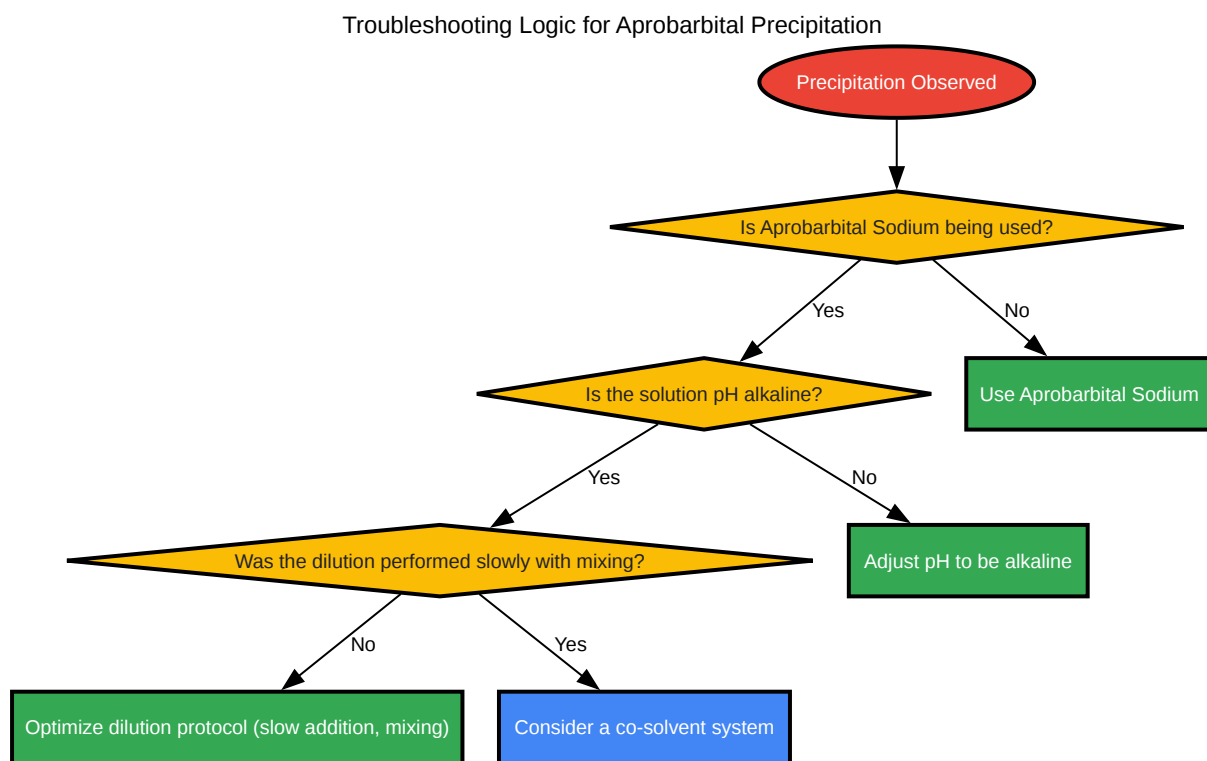 Troubleshooting Logic for Aprobarbital Precipitation
Precipitation Observed
Is Aprobarbital Sodium being used?
Yes
No
Is the solution pH alkaline?
Use Aprobarbital Sodium
Yes
No
Was the dilution performed slowly with mixing?
Adjust pH to be alkaline
No
Yes
Optimize dilution protocol (slow addition, mixing)
Consider a co-solvent system